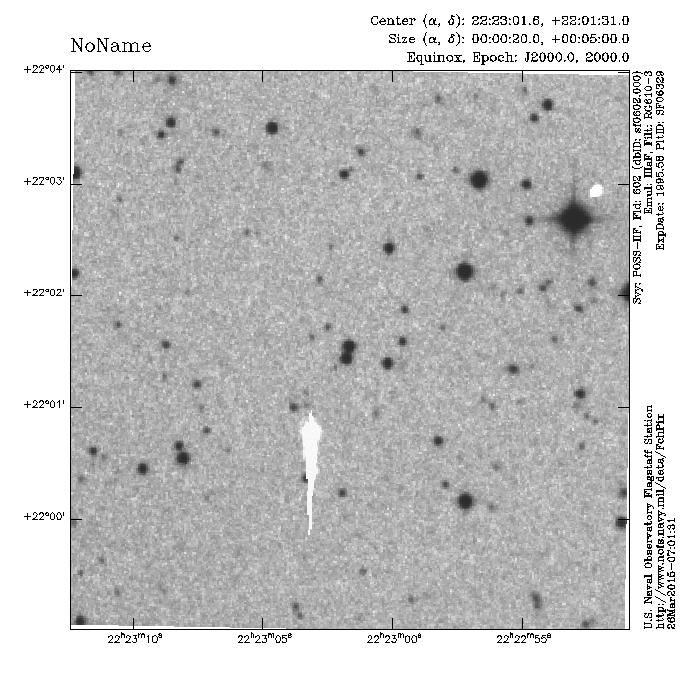 NoName
Center (α, δ): 22:23:01.6, +22:01:31.0
Size (α, δ): 00:00:20.0, +00:05:00.0
Equinox, Epoch: J2000.0, 2000.0
+22°04'
+22°03'
+22°02'
+22°01'
+22°00'
22ʰ23ᵐ10ˢ
22ʰ23ᵐ05ˢ
22ʰ23ᵐ00ˢ
22ʰ22ᵐ55ˢ
Svy: POSS-IIF, Fld: 602 (dbID: sf0602.000)
Emul: IIIaF, Filt: RG610-3
ExpDate: 1995.58 PltID: SF06329
U.S. Naval Observatory Flagstaff Station
http://www.nofs.navy.mil/data/FchPix
26Mar2015-07:01:31